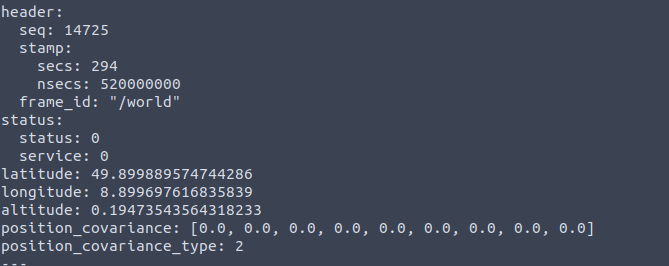 header:
  seq: 14725
  stamp:
    secs: 294
    nsecs: 520000000
  frame_id: "/world"
status:
  status: 0
  service: 0
latitude: 49.899889574744286
longitude: 8.899697616835839
altitude: 0.19473543564318233
position_covariance: [0.0, 0.0, 0.0, 0.0, 0.0, 0.0, 0.0, 0.0, 0.0]
position_covariance_type: 2
---